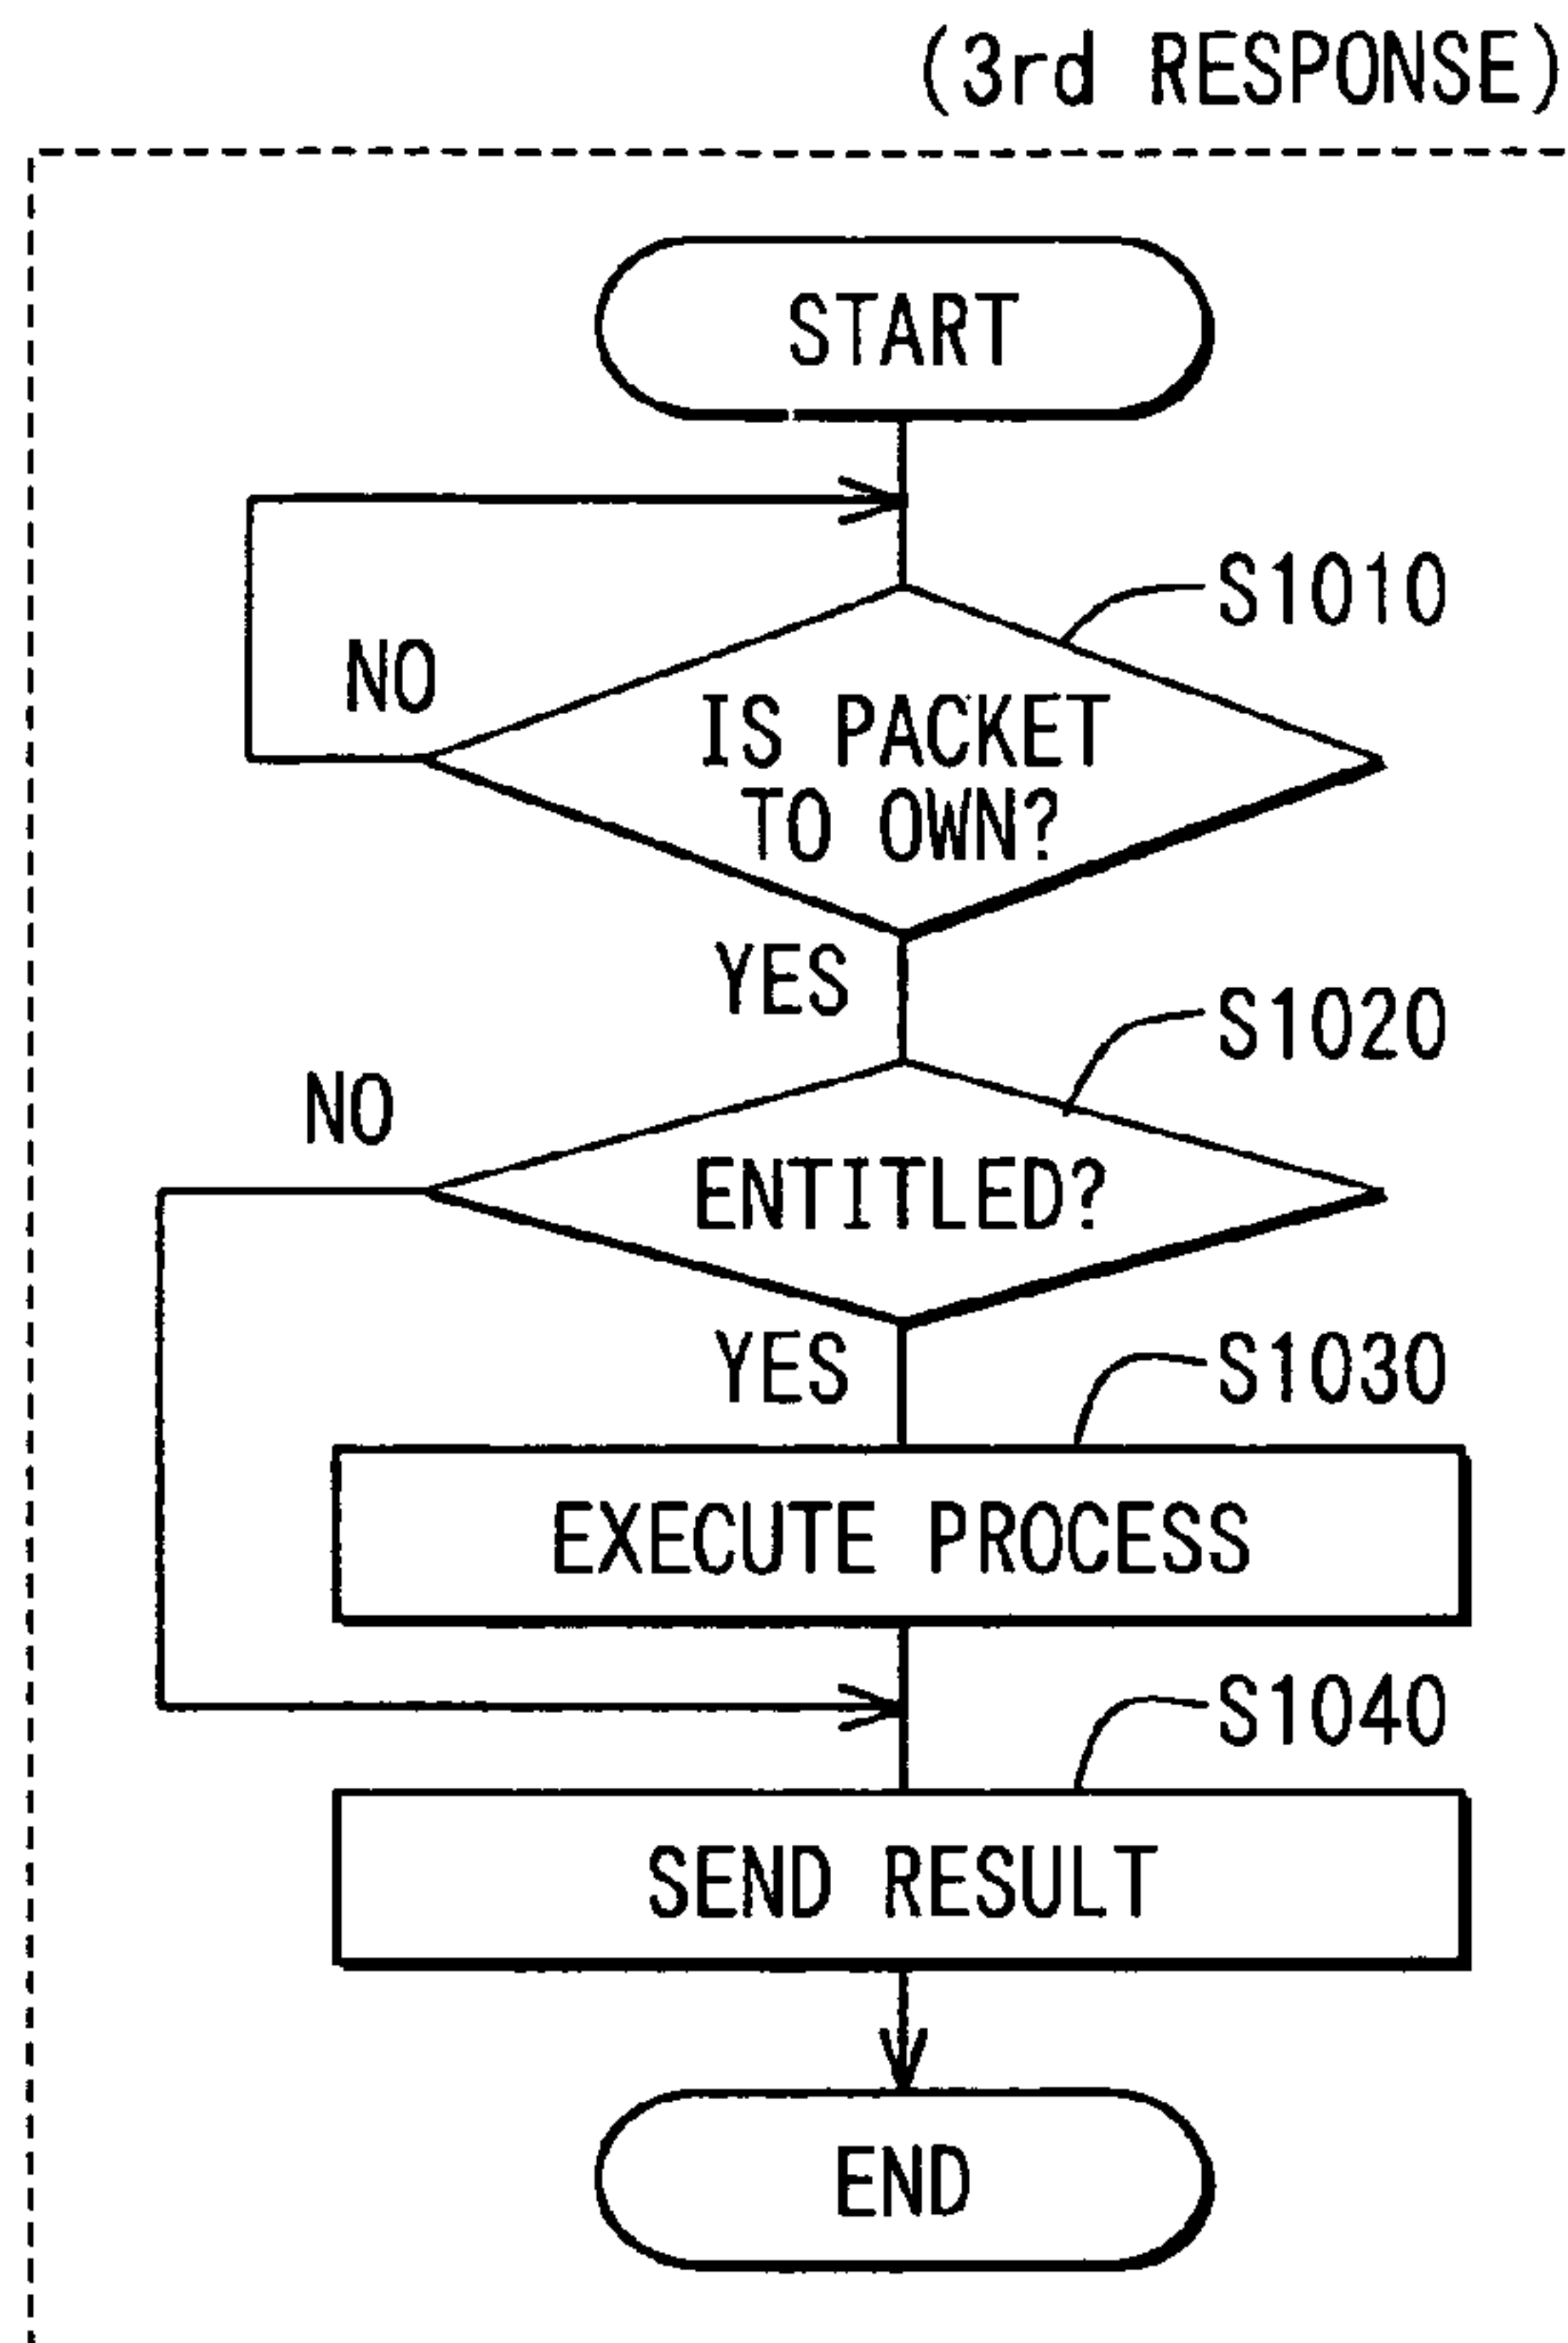 (3rd RESPONSE)
START
S1010
NO
IS PACKET
TO OWN?
YES
S1020
NO
ENTITLED?
YES
S1030
EXECUTE PROCESS
S1040
SEND RESULT
END